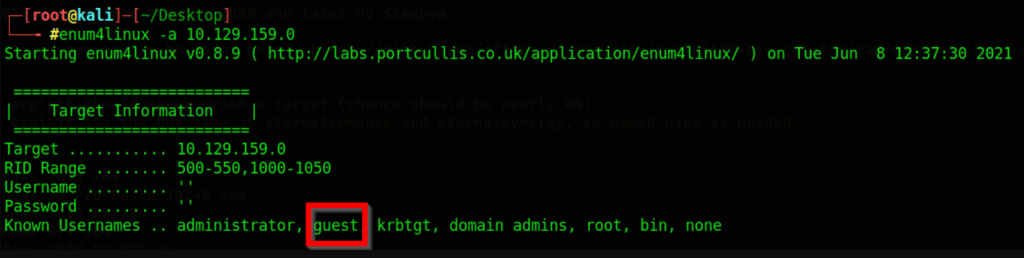 [root@kali]─[~/Desktop]
#enum4linux -a 10.129.159.0
Starting enum4linux v0.8.9 ( http://labs.portcullis.co.uk/application/enum4linux/ ) on Tue Jun  8 12:37:30 2021
==========================
|    Target Information    |
==========================
Target ........... 10.129.159.0
RID Range ........ 500-550,1000-1050
Username ......... ''
Password ......... ''
Known Usernames .. administrator, guest, krbtgt, domain admins, root, bin, none